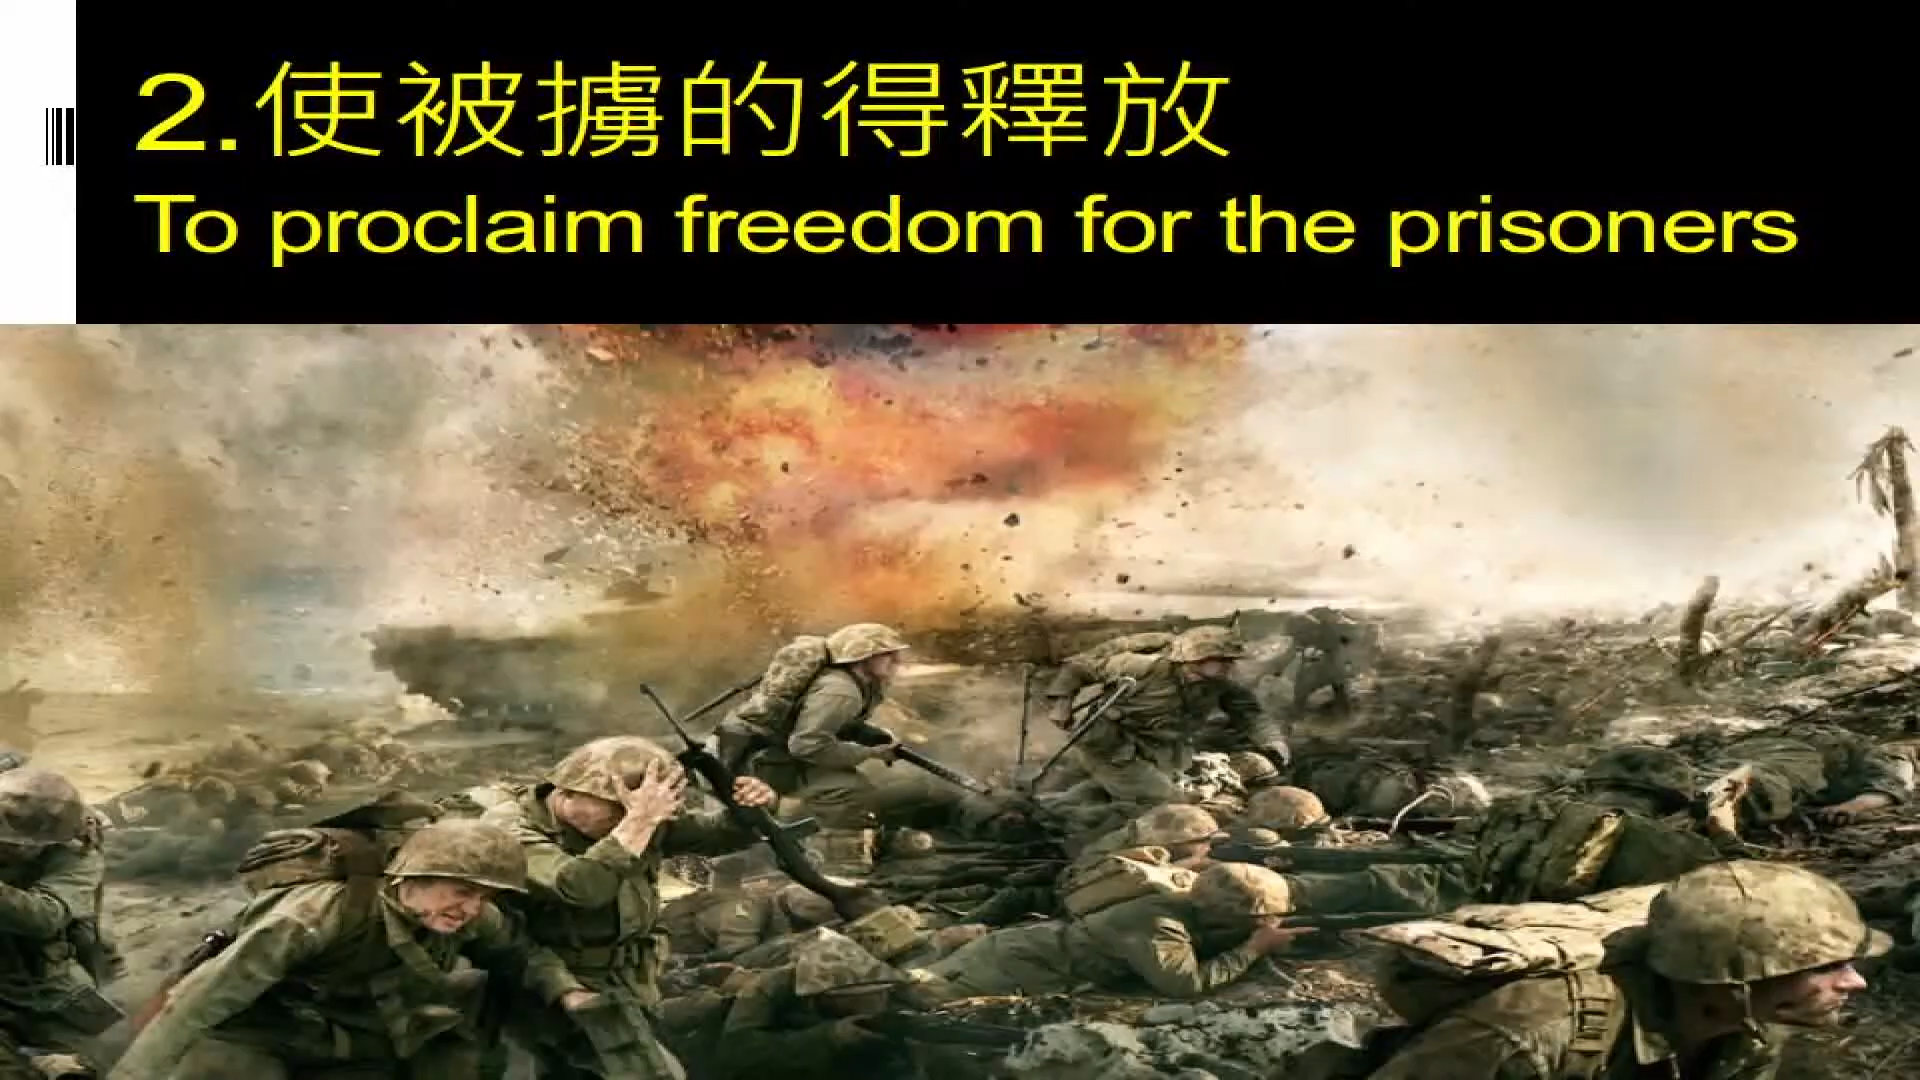 2.使被擄的得釋放
To proclaim freedom for the prisoners